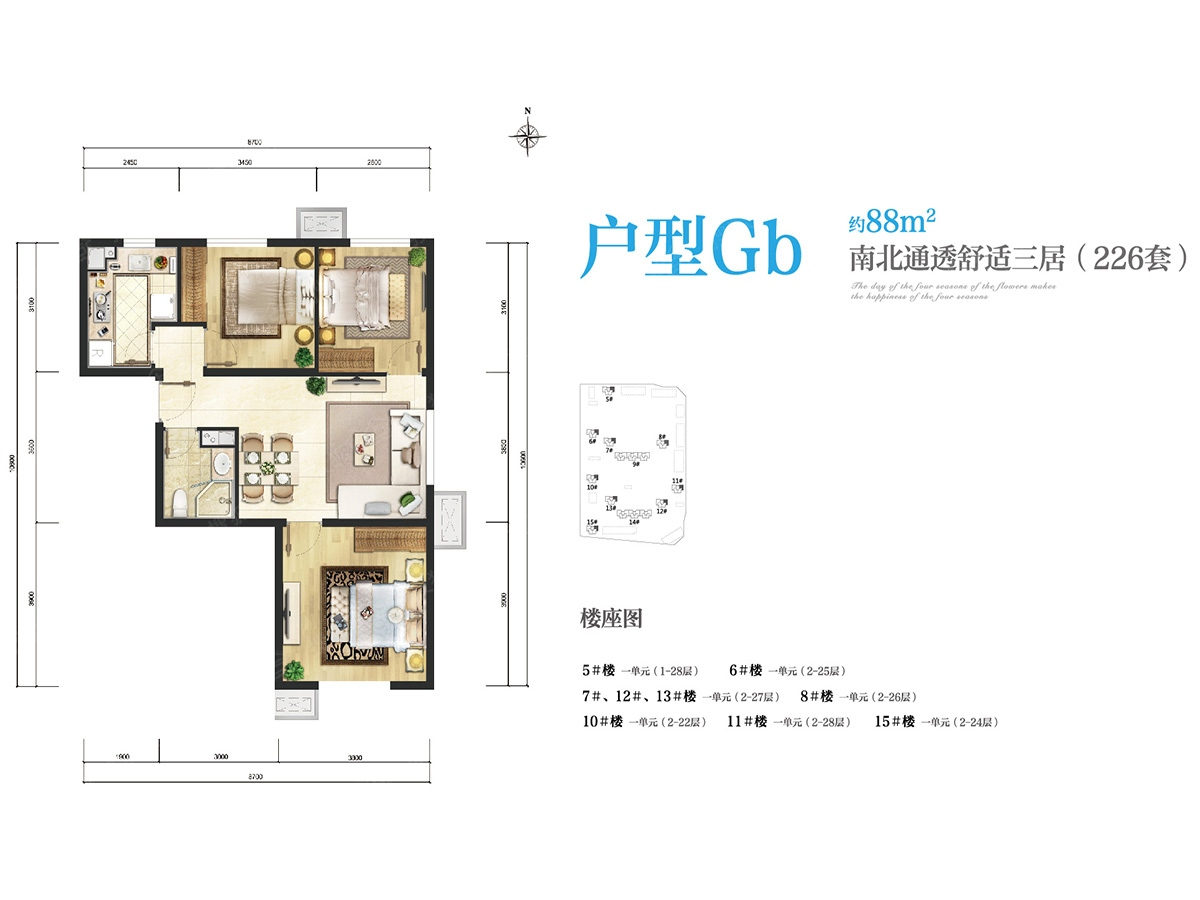 N
8700
2450
3450
2800
户型Gb
约88m²
南北通透舒适三居（226套）
The day of the four seasons of the flowers makes
the happiness of the four seasons
3100
3600
3900
10600
3100
3600
3900
10600
R
1900
3000
3800
8700
5#
6#
7#
8#
9#
10#
11#
12#
13#
14#
15#
楼座图
5#楼 一单元（1-28层） 6#楼 一单元（2-25层）
7#、12#、13#楼 一单元（2-27层） 8#楼 一单元（2-26层）
10#楼 一单元（2-22层） 11#楼 一单元（2-28层） 15#楼 一单元（2-24层）